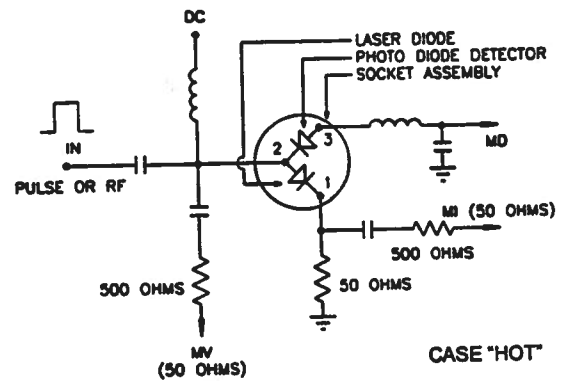 DC
LASER DIODE
PHOTO DIODE DETECTOR
SOCKET ASSEMBLY
IN
PULSE OR RF
2
3
1
MD
MI (50 OHMS)
500 OHMS
500 OHMS
50 OHMS
MV
(50 OHMS)
CASE "HOT"